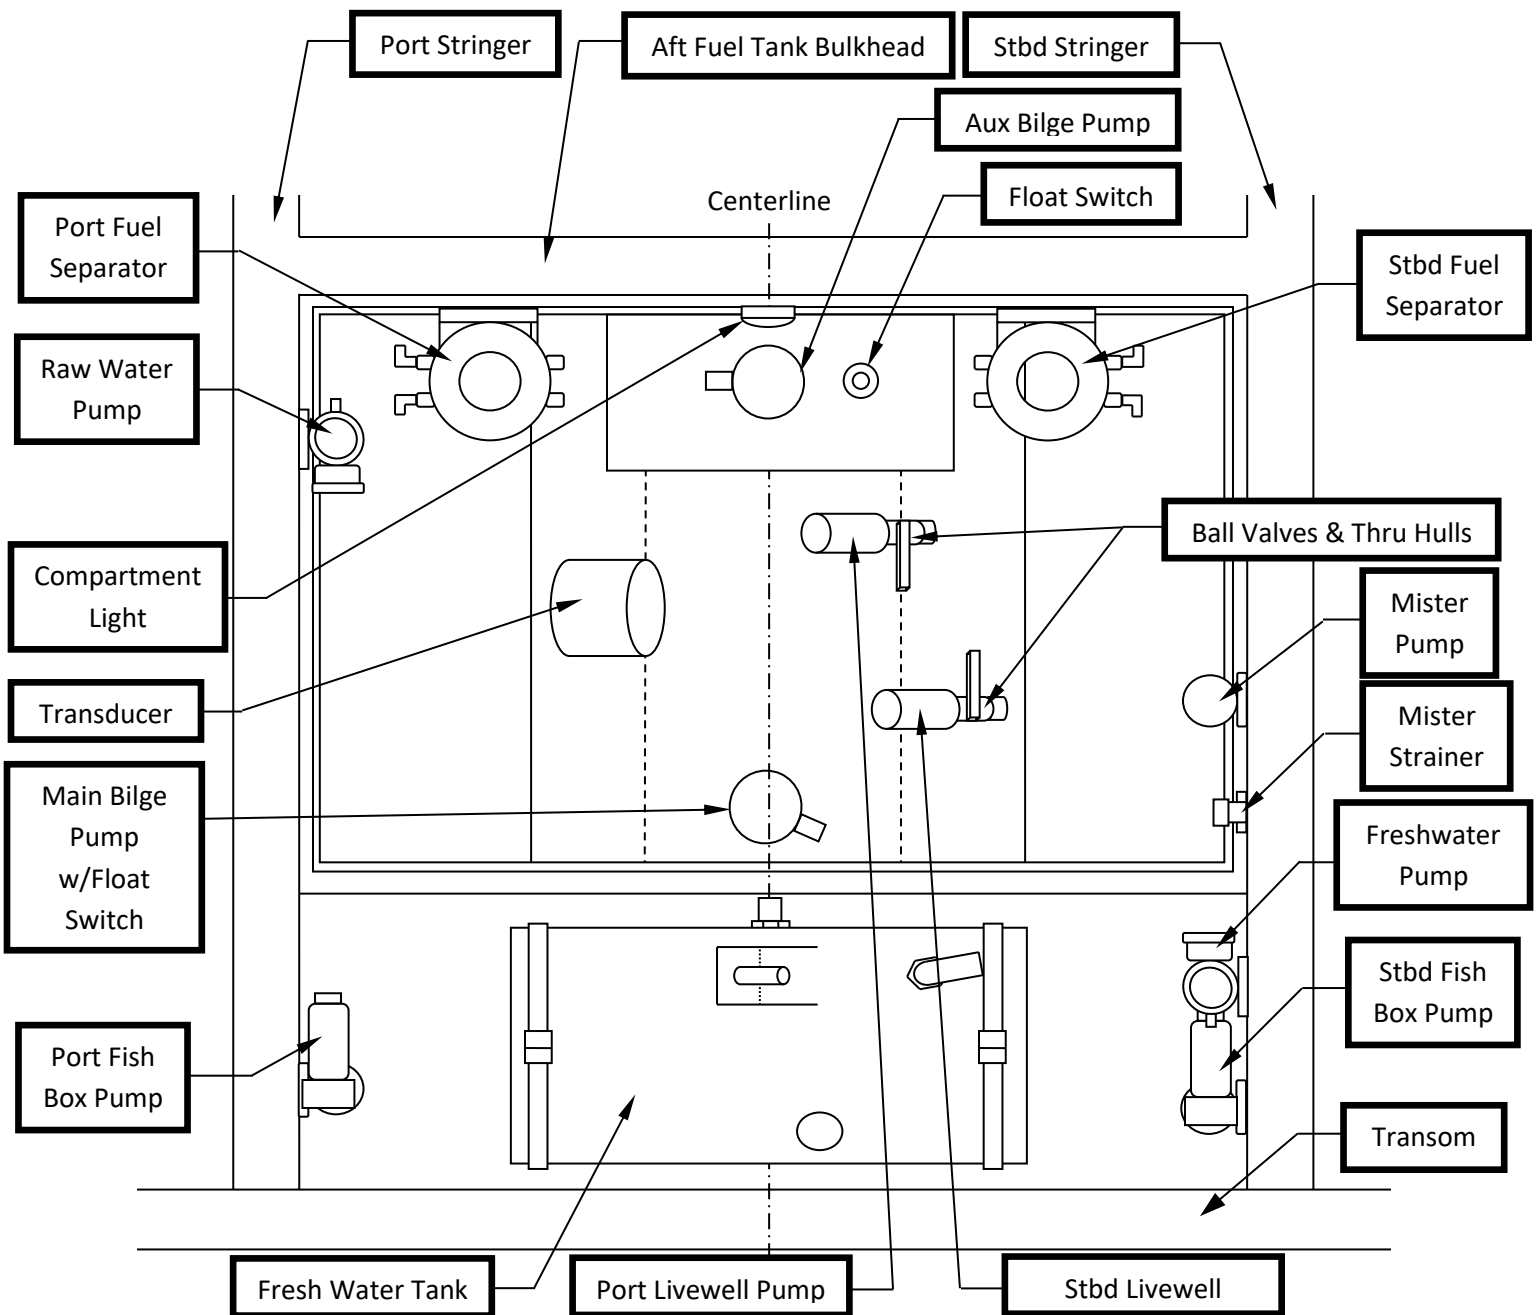 Port Stringer
Aft Fuel Tank Bulkhead
Stbd Stringer
Aux Bilge Pump
Float Switch
Centerline
Port Fuel
Separator
Stbd Fuel
Separator
Raw Water
Pump
Ball Valves & Thru Hulls
Compartment
Light
Mister
Pump
Transducer
Mister
Strainer
Main Bilge
Pump
w/Float
Switch
Freshwater
Pump
Stbd Fish
Box Pump
Port Fish
Box Pump
Transom
Fresh Water Tank
Port Livewell Pump
Stbd Livewell